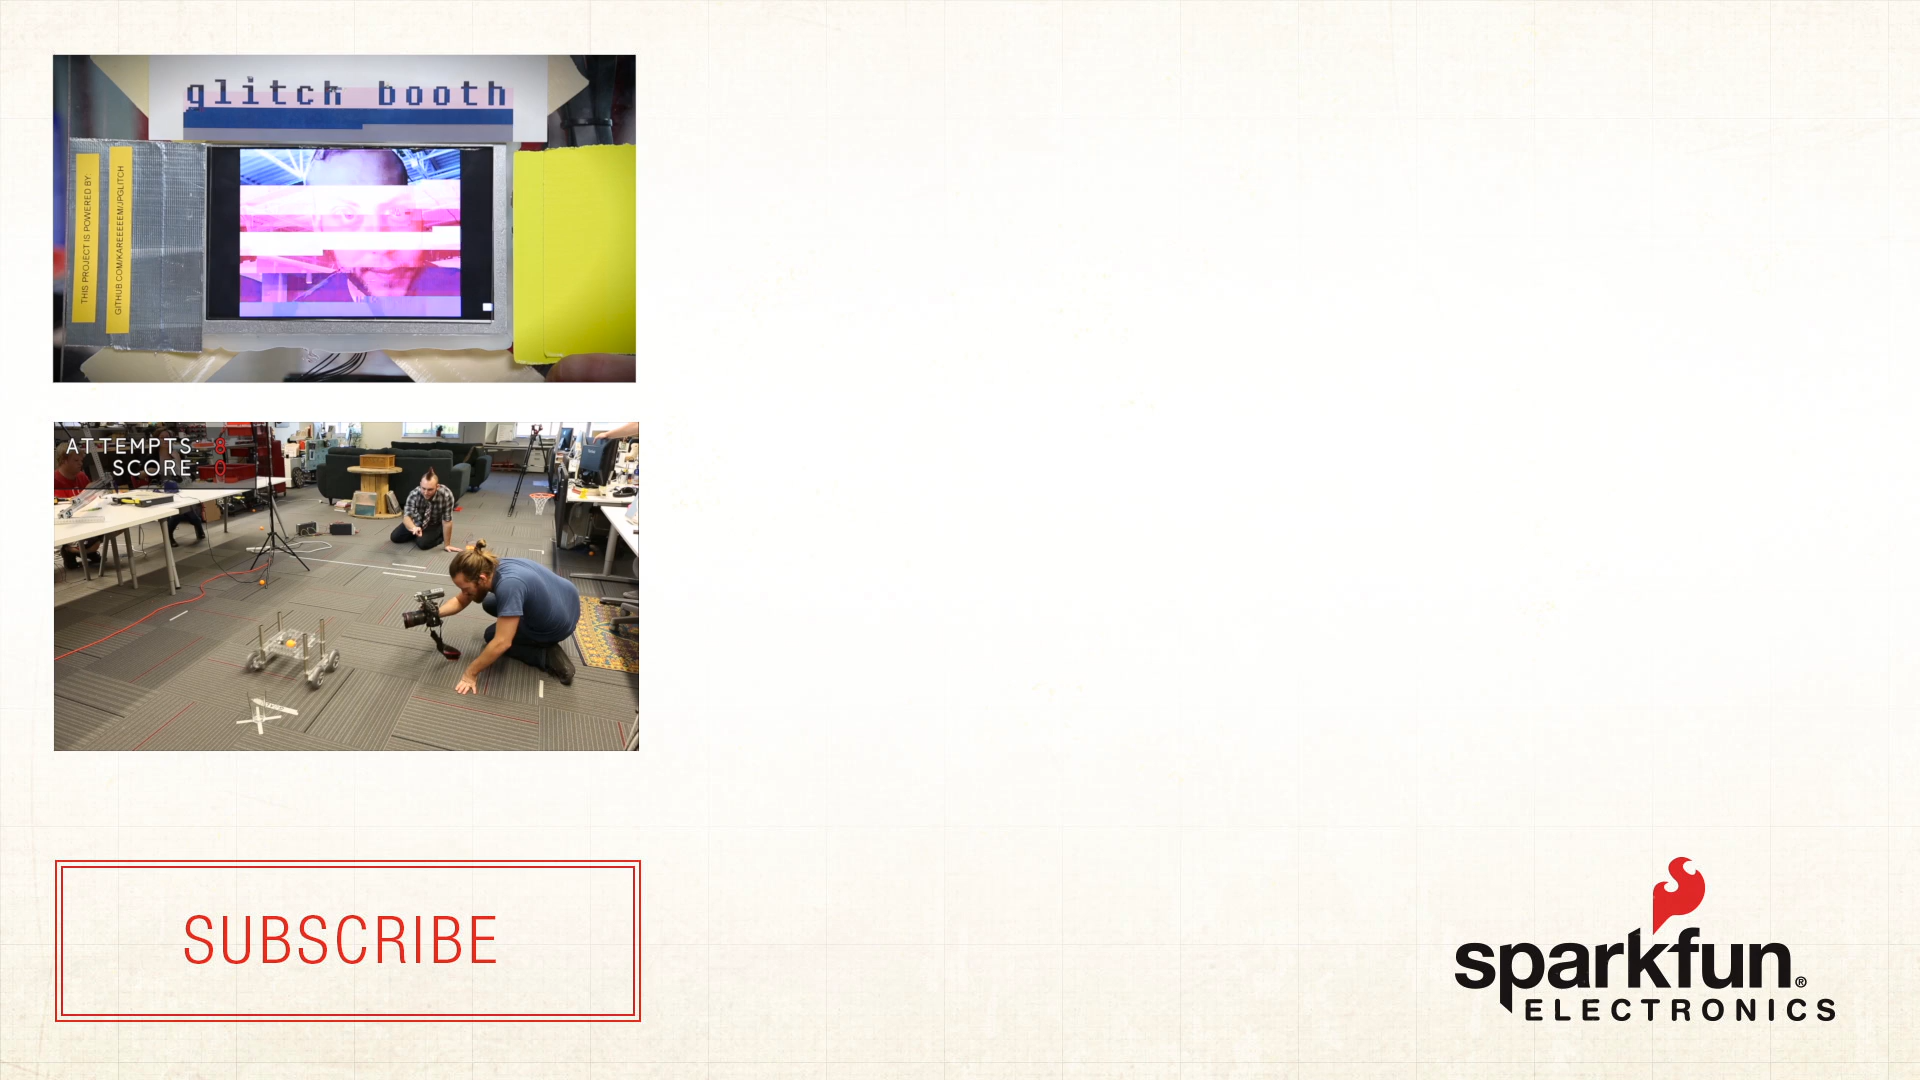 glitch booth
THIS PROJECT IS POWERED BY:
GITHUB.COM/KAREEEEEM/JPGLITCH
ATTEMPTS: 8
SCORE: 0
SUBSCRIBE
sparkfun®
ELECTRONICS